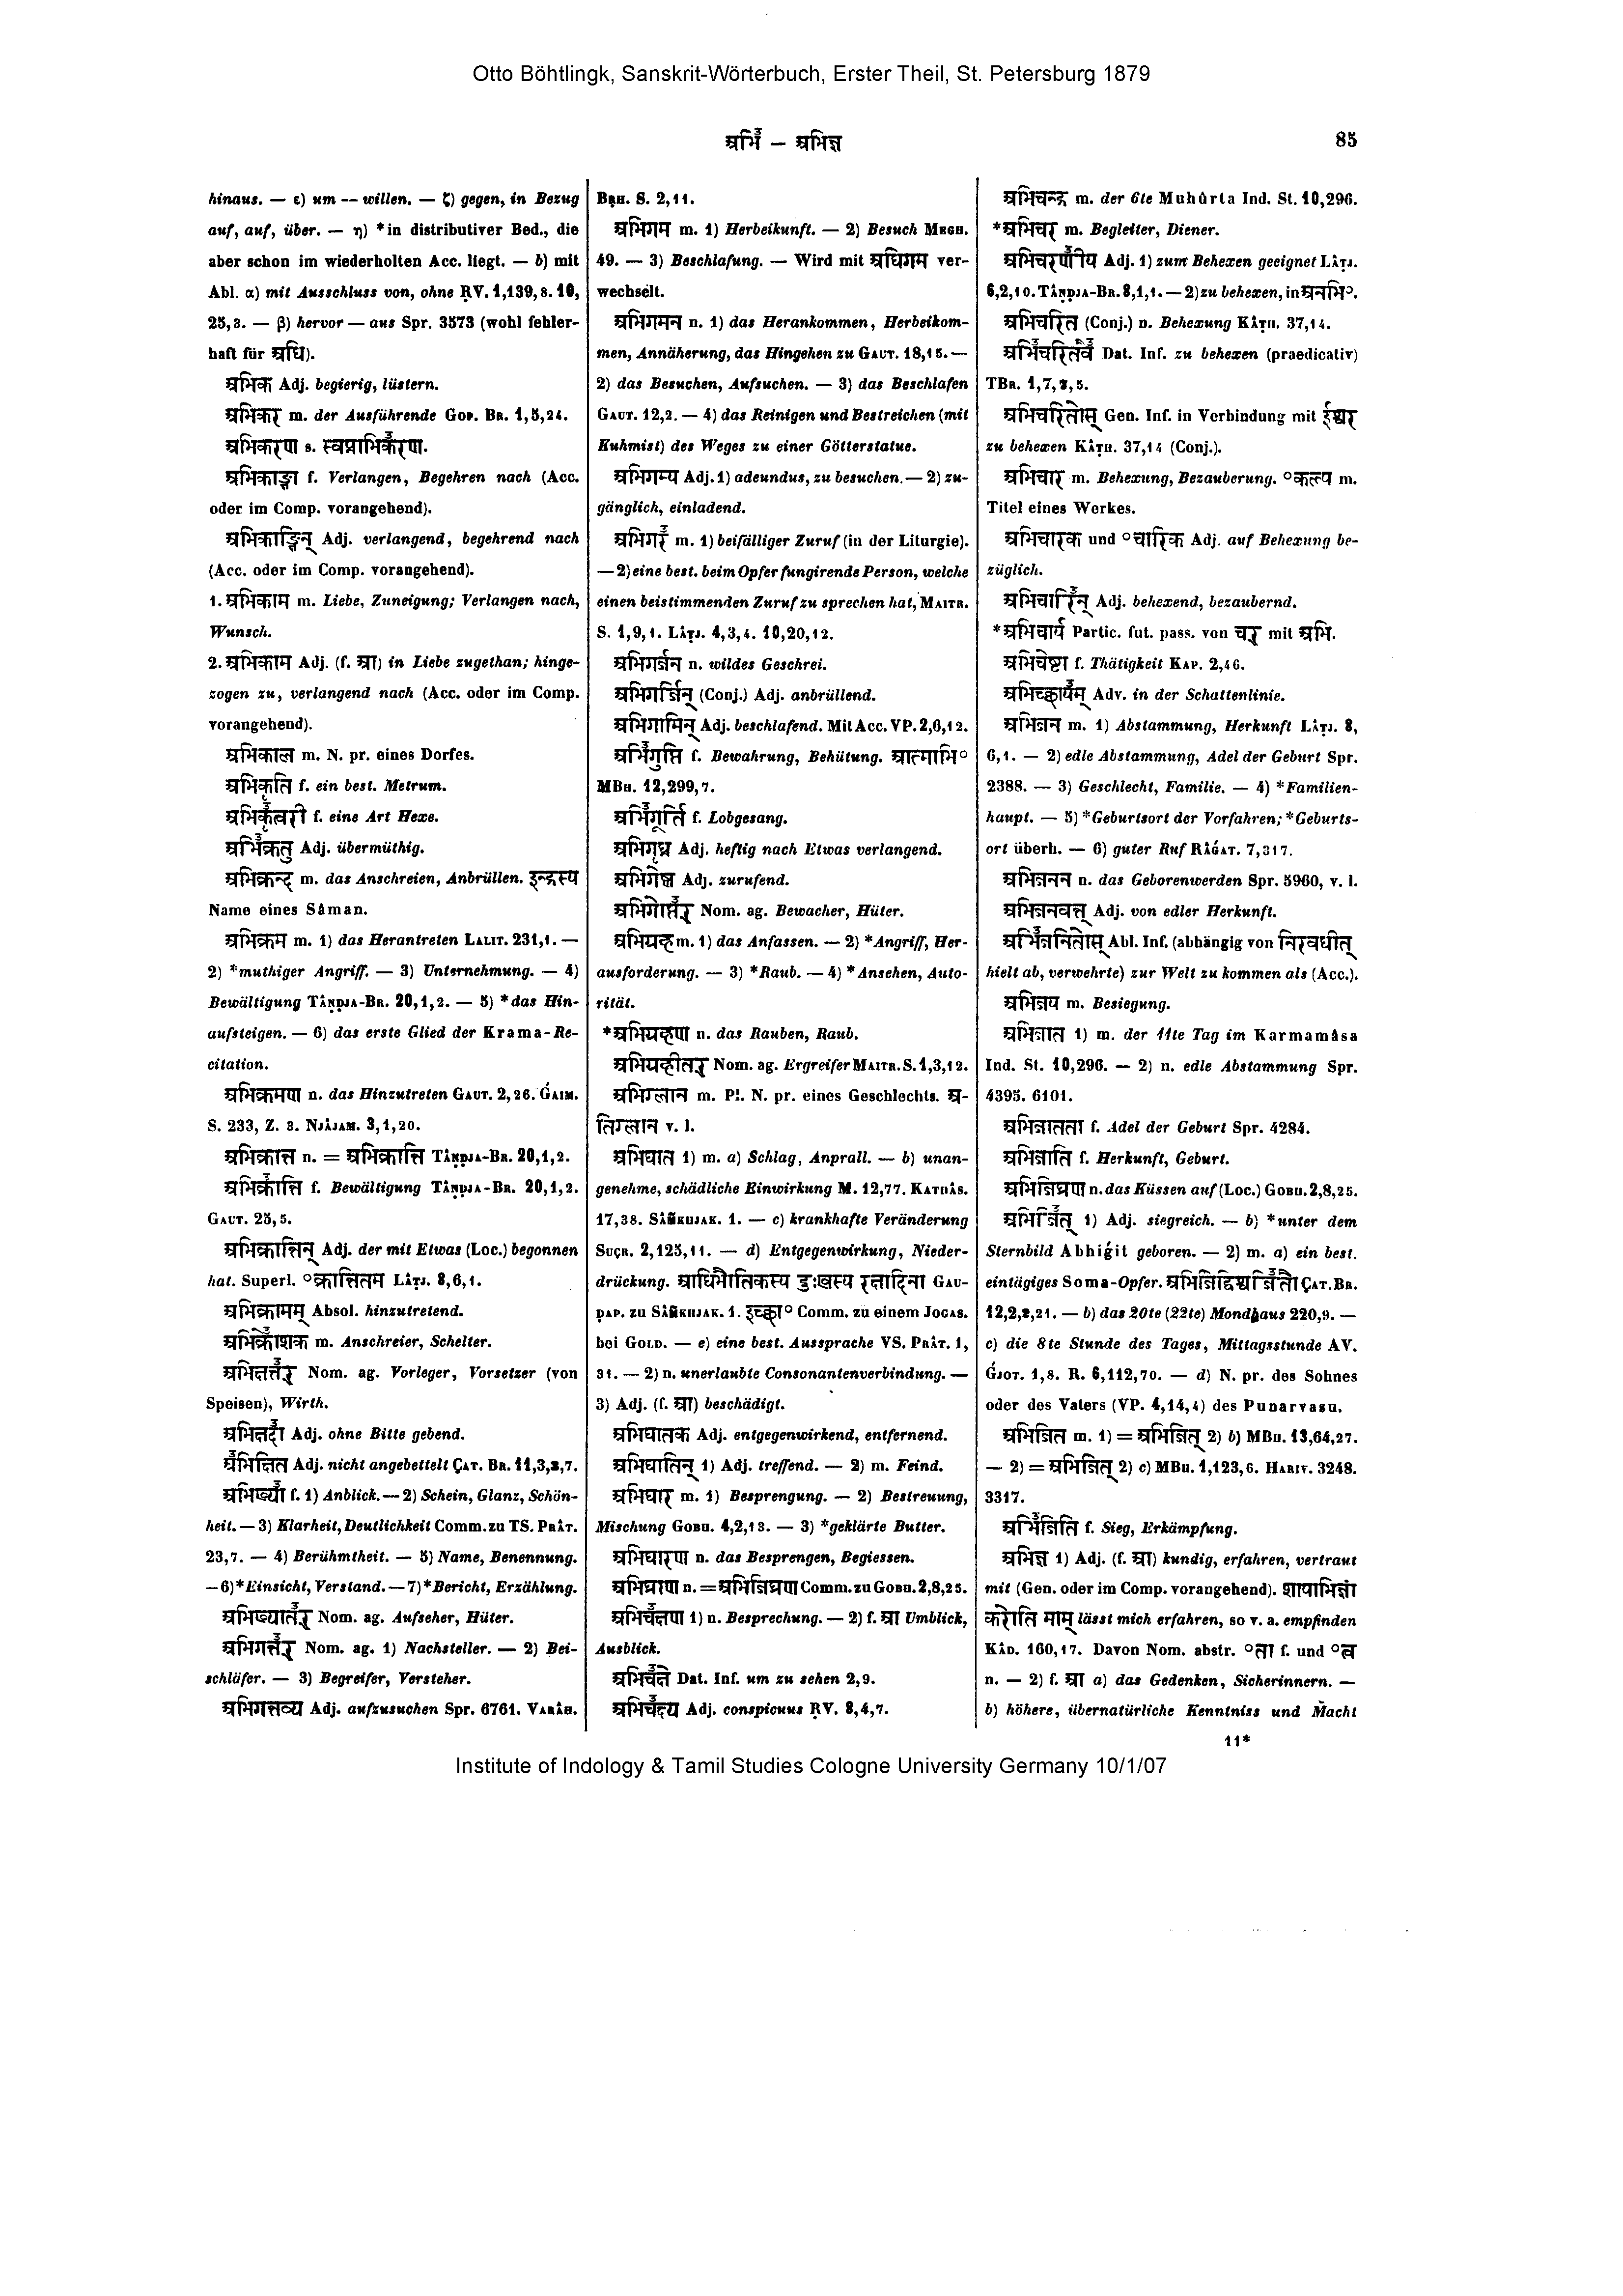 Otto Böhtlingk, Sanskrit-Wörterbuch, Erster Theil, St. Petersburg 1879
अभि — अभिज्ञ 85
hinaus. — ε) um -- willen. — ζ) gegen, in Bezug
auf, auf, über. — η) *in distributiver Bed., die
aber schon im wiederholten Acc. liegt. — b) mit
Abl. α) mit Ausschluss von, ohne ṚV. 1,139,8. 10,
25,3. — β) hervor — aus Spr. 3573 (wohl fehler-
haft für अधि).
अभिक Adj. begierig, lüstern.
अभिकर m. der Ausführende Gop. Br. 1,5,24.
अभिकरण s. स्वप्नाभिकरण.
अभिकाङ्क्षा f. Verlangen, Begehren nach (Acc.
oder im Comp. vorangehend).
अभिकाङ्क्षिन् Adj. verlangend, begehrend nach
(Acc. oder im Comp. vorangehend).
1. अभिकाम m. Liebe, Zuneigung; Verlangen nach,
Wunsch.
2. अभिकाम Adj. (f. आ) in Liebe zugethan; hinge-
zogen zu, verlangend nach (Acc. oder im Comp.
vorangehend).
अभिकाल m. N. pr. eines Dorfes.
अभिकृति f. ein best. Metrum.
अभिकृत्वरी f. eine Art Hexe.
अभिक्रतु Adj. übermüthig.
अभिक्रन्द m. das Anschreien, Anbrüllen. इन्द्रस्य
Name eines Sâman.
अभिक्रम m. 1) das Herantreten Lalit. 231,1. —
2) *muthiger Angriff. — 3) Unternehmung. — 4)
Bewältigung Tâṇḍja-Br. 20,1,2. — 5) *das Hin-
aufsteigen. — 6) das erste Glied der Krama-Re-
citation.
अभिक्रमण n. das Hinzutreten Gaut. 2,26. Ǵaim.
S. 233, Z. 3. Njâjam. 3,1,20.
अभिक्रान्त n. = अभिक्रान्ति Tâṇḍja-Br. 20,1,2.
अभिक्रान्ति f. Bewältigung Tâṇḍja-Br. 20,1,2.
Gaut. 25,5.
अभिक्रान्तिन् Adj. der mit Etwas (Loc.) begonnen
hat. Superl. °क्रान्तितम Lâṭj. 8,6,1.
अभिक्रामम् Absol. hinzutretend.
अभिक्रोशक m. Anschreier, Schelter.
अभिक्षत्तर् Nom. ag. Vorleger, Vorsetzer (von
Speisen), Wirth.
अभिक्षदा Adj. ohne Bitte gebend.
अभिक्षित Adj. nicht angebettelt Çat. Br. 11,3,3,7.
अभिख्या f. 1) Anblick. — 2) Schein, Glanz, Schön-
heit. — 3) Klarheit, Deutlichkeit Comm. zu TS. Prât.
23,7. — 4) Berühmtheit. — 5) Name, Benennung.
— 6) *Einsicht, Verstand. — 7) *Bericht, Erzählung.
अभिख्यातर् Nom. ag. Aufseher, Hüter.
अभिगन्तर् Nom. ag. 1) Nachsteller. — 2) Bei-
schläfer. — 3) Begreifer, Versteher.
अभिगन्तव्य Adj. aufzusuchen Spr. 6761. Varâh.
Bṛh. S. 2,11.
अभिगम m. 1) Herbeikunft. — 2) Besuch Megh.
49. — 3) Beschlafung. — Wird mit अधिगम ver-
wechselt.
अभिगमन n. 1) das Herankommen, Herbeikom-
men, Annäherung, das Hingehen zu Gaut. 18,15. —
2) das Besuchen, Aufsuchen. — 3) das Beschlafen
Gaut. 12,2. — 4) das Reinigen und Bestreichen (mit
Kuhmist) des Weges zu einer Götterstatue.
अभिगम्य Adj. 1) adeundus, zu besuchen. — 2) zu-
gänglich, einladend.
अभिगर m. 1) beifälliger Zuruf (in der Liturgie).
— 2) eine best. beim Opfer fungirende Person, welche
einen beistimmenden Zuruf zu sprechen hat, Maitr.
S. 1,9,1. Lâṭj. 4,3,4. 10,20,12.
अभिगर्जन n. wildes Geschrei.
अभिगर्जिन् (Conj.) Adj. anbrüllend.
अभिगामिन् Adj. beschlafend. Mit Acc. VP. 2,6,12.
अभिगुप्ति f. Bewahrung, Behütung. आत्माभि°
MBh. 12,299,7.
अभिगूर्ति f. Lobgesang.
अभिगृध्र Adj. heftig nach Etwas verlangend.
अभिगेष्ण Adj. zurufend.
अभिगोप्तर् Nom. ag. Bewacher, Hüter.
अभिग्रह m. 1) das Anfassen. — 2) *Angriff, Her-
ausforderung. — 3) *Raub. — 4) *Ansehen, Auto-
rität.
*अभिग्रहण n. das Rauben, Raub.
अभिग्रहीतर् Nom. ag. Ergreifer Maitr. S. 1,3,12.
अभिग्लान m. Pl. N. pr. eines Geschlechts. अ-
तिग्लान v. l.
अभिघात 1) m. a) Schlag, Anprall. — b) unan-
genehme, schädliche Einwirkung M. 12,77. Kathâs.
17,38. Sâṁkhjak. 1. — c) krankhafte Veränderung
Suçr. 2,125,11. — d) Entgegenwirkung, Nieder-
drückung. आधिभौतिकस्य दुःखस्य रक्षादिना Gau-
ḍap. zu Sâṁkhjak. 1. इच्छा° Comm. zu einem Jogas.
bei Gold. — e) eine best. Aussprache VS. Prât. 1,
31. — 2) n. unerlaubte Consonantenverbindung. —
3) Adj. (f. आ) beschädigt.
अभिघातक Adj. entgegenwirkend, entfernend.
अभिघातिन् 1) Adj. treffend. — 2) m. Feind.
अभिघार m. 1) Besprengung. — 2) Bestreuung,
Mischung Gobh. 4,2,13. — 3) *geklärte Butter.
अभिघारण n. das Besprengen, Begiessen.
अभिघ्राण n. = अभिजिघ्रण Comm. zu Gobh. 2,8,25.
अभिचक्षण 1) n. Besprechung. — 2) f. आ Umblick,
Ausblick.
अभिचक्षे Dat. Inf. um zu sehen 2,9.
अभिचक्ष्य Adj. conspicuus ṚV. 8,4,7.
अभिचन्द्र m. der 6te Muhûrta Ind. St. 10,296.
*अभिचर m. Begleiter, Diener.
अभिचरणीय Adj. 1) zum Behexen geeignet Lâṭj.
6,2,10. Tâṇḍja-Br. 8,1,1. — 2) zu behexen, in अनभि°.
अभिचरित (Conj.) n. Behexung Kâṭh. 37,14.
अभिचरितवै Dat. Inf. zu behexen (praedicativ)
TBr. 1,7,3,5.
अभिचरितोस् Gen. Inf. in Verbindung mit ईश्वर
zu behexen Kâṭh. 37,14 (Conj.).
अभिचार m. Behexung, Bezauberung. °कल्प m.
Titel eines Werkes.
अभिचारक und °चारिक Adj. auf Behexung be-
züglich.
अभिचारिन् Adj. behexend, bezaubernd.
*अभिचार्य Partic. fut. pass. von चर् mit अभि.
अभिचेष्टा f. Thätigkeit Kap. 2,46.
अभिच्छायम् Adv. in der Schattenlinie.
अभिजन m. 1) Abstammung, Herkunft Lâṭj. 8,
6,1. — 2) edle Abstammung, Adel der Geburt Spr.
2388. — 3) Geschlecht, Familie. — 4) *Familien-
haupt. — 5) *Geburtsort der Vorfahren; *Geburts-
ort überh. — 6) guter Ruf Râǵat. 7,317.
अभिजनन n. das Geborenwerden Spr. 5960, v. l.
अभिजनवन्त् Adj. von edler Herkunft.
अभिजनितोस् Abl. Inf. (abhängig von निरवधीत्
hielt ab, verwehrte) zur Welt zu kommen als (Acc.).
अभिजय m. Besiegung.
अभिजात 1) m. der 11te Tag im Karmamâsa
Ind. St. 10,296. — 2) n. edle Abstammung Spr.
4395. 6101.
अभिजातता f. Adel der Geburt Spr. 4284.
अभिजाति f. Herkunft, Geburt.
अभिजिघ्रण n. das Küssen auf (Loc.) Gobh. 2,8,25.
अभिजित् 1) Adj. siegreich. — b) *unter dem
Sternbild Abhiǵit geboren. — 2) m. a) ein best.
eintägiges Soma-Opfer. अभिजिद्विश्वजितौ Çat. Br.
12,2,2,21. — b) das 20te (22te) Mondhaus 220,9. —
c) die 8te Stunde des Tages, Mittagsstunde AV.
Ǵjot. 1,8. R. 6,112,70. — d) N. pr. des Sohnes
oder des Vaters (VP. 4,14,4) des Punarvasu.
अभिजित m. 1) = अभिजित् 2) b) MBh. 13,64,27.
— 2) = अभिजित् 2) c) MBh. 1,123,6. Hariv. 3248.
3317.
अभिजिति f. Sieg, Erkämpfung.
अभिज्ञ 1) Adj. (f. आ) kundig, erfahren, vertraut
mit (Gen. oder im Comp. vorangehend). शापाभिज्ञां
करोति माम् lässt mich erfahren, so v. a. empfinden
Kâd. 160,17. Davon Nom. abstr. °ता f. und °त्व
n. — 2) f. आ a) das Gedenken, Sicherinnern. —
b) höhere, übernatürliche Kenntniss und Macht
11*
Institute of Indology & Tamil Studies Cologne University Germany 10/1/07